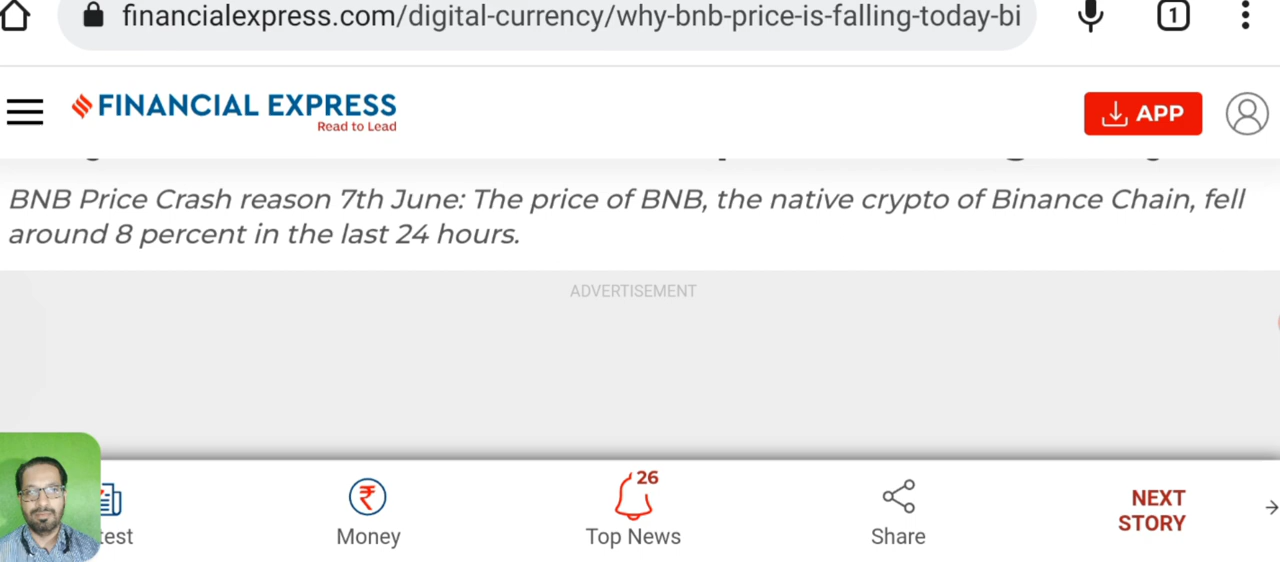 financialexpress.com/digital-currency/why-bnb-price-is-falling-today-bi
1
FINANCIAL EXPRESS
Read to Lead
APP
BNB Price Crash reason 7th June: The price of BNB, the native crypto of Binance Chain, fell
around 8 percent in the last 24 hours.
ADVERTISEMENT
26
test
Money
Top News
Share
NEXT
STORY